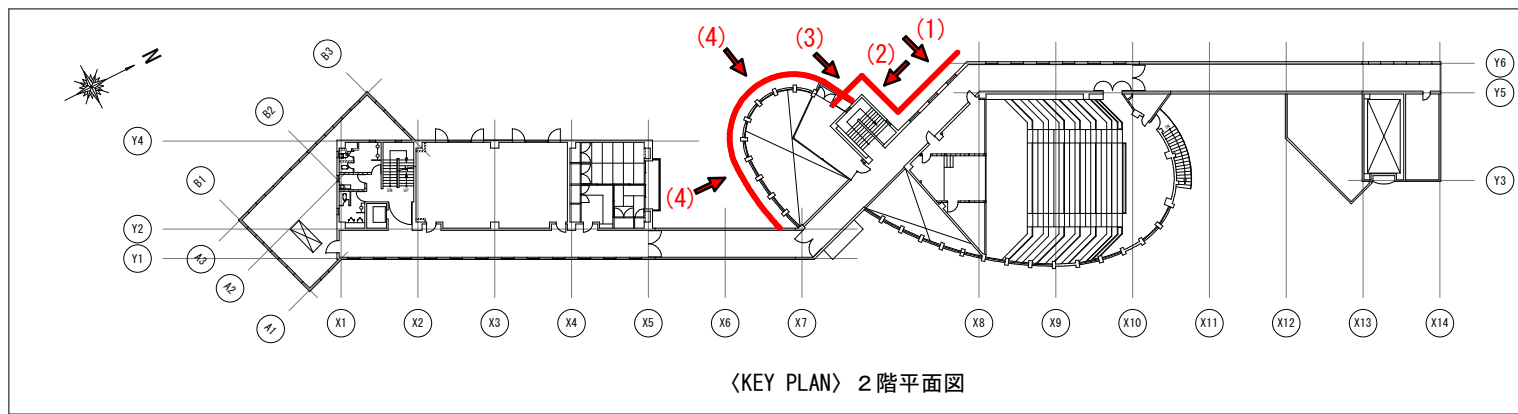 (1)
(2)
(3)
(4)
N
B3
B2
B1
Y4
Y2
Y1
A3
A2
A1
(4)
Y6
Y5
Y3
X1 X2 X3 X4 X5 X6 X7 X8 X9 X10 X11 X12 X13 X14
〈KEY PLAN〉 2階平面図